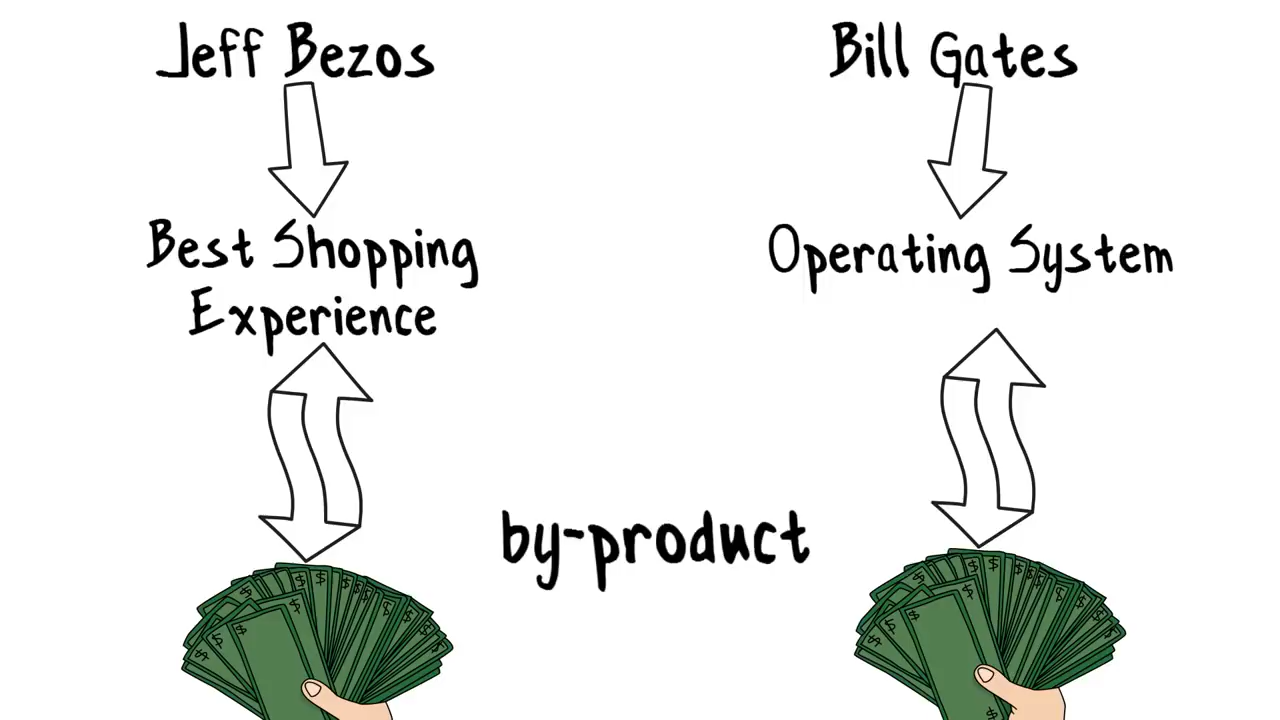 Jeff Bezos
Bill Gates
Best Shopping
Experience
Operating System
by-product